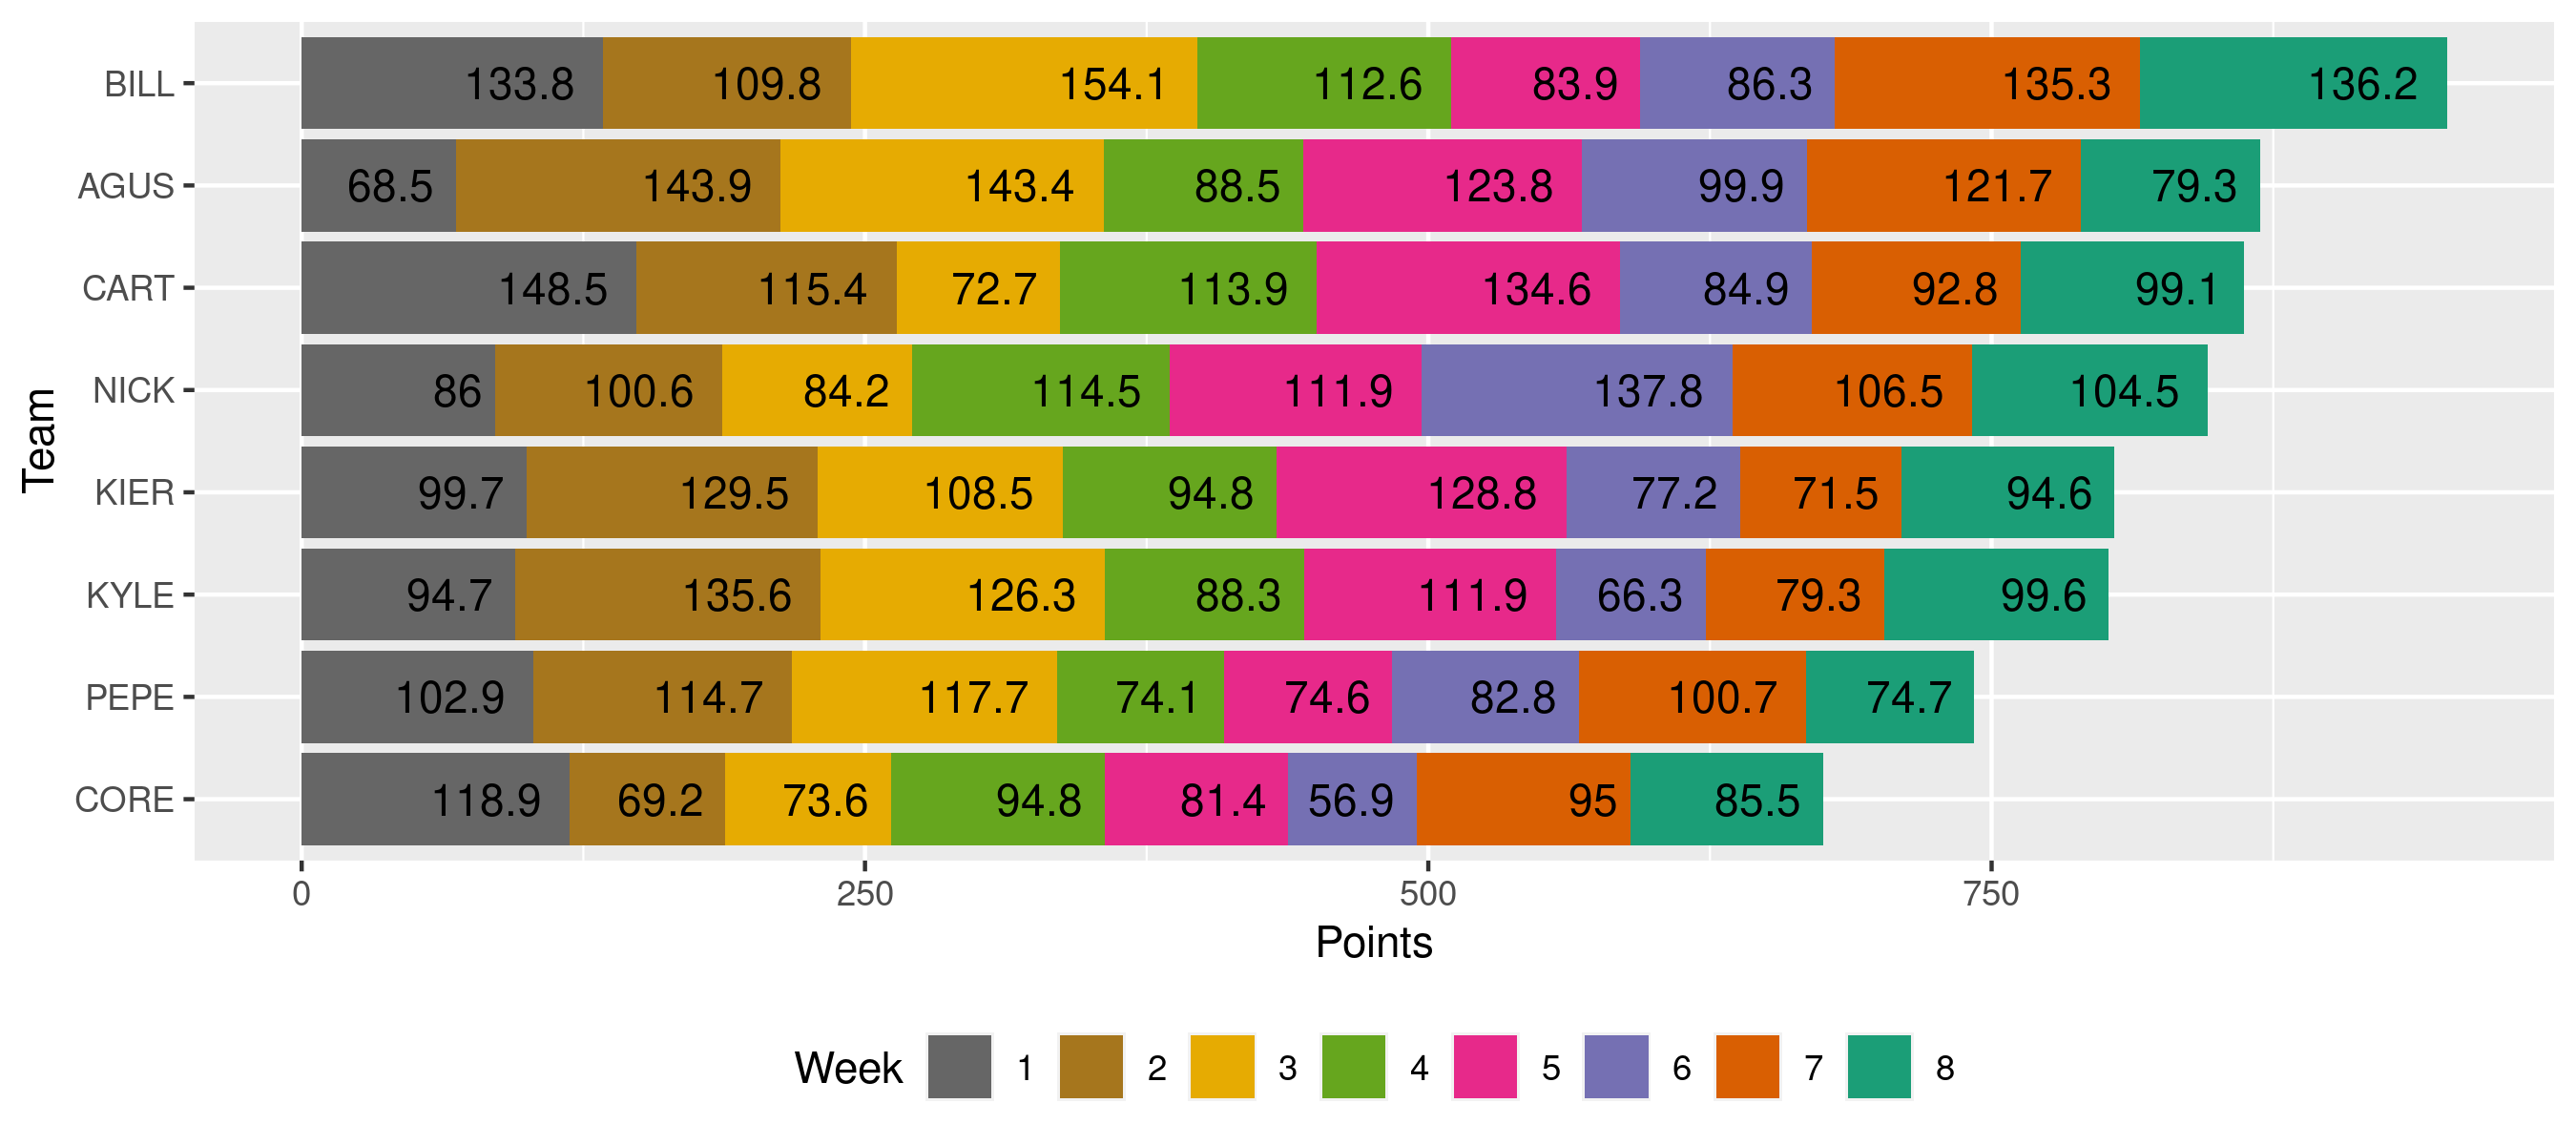 BILL 133.8 109.8 154.1 112.6 83.9 86.3 135.3 136.2
AGUS 68.5 143.9 143.4 88.5 123.8 99.9 121.7 79.3
CART 148.5 115.4 72.7 113.9 134.6 84.9 92.8 99.1
NICK 86 100.6 84.2 114.5 111.9 137.8 106.5 104.5
KIER 99.7 129.5 108.5 94.8 128.8 77.2 71.5 94.6
KYLE 94.7 135.6 126.3 88.3 111.9 66.3 79.3 99.6
PEPE 102.9 114.7 117.7 74.1 74.6 82.8 100.7 74.7
CORE 118.9 69.2 73.6 94.8 81.4 56.9 95 85.5
Team
0 250 500 750
Points
Week 1 2 3 4 5 6 7 8